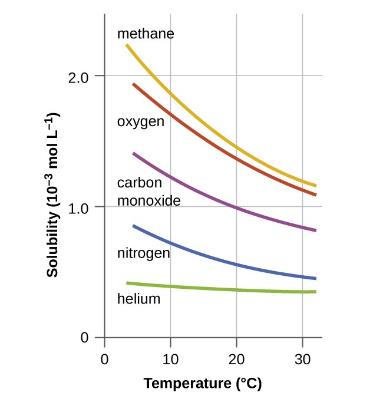 methane
2.0
oxygen
carbon
monoxide
1.0
nitrogen
helium
0
0 10 20 30
Solubility (10⁻³ mol L⁻¹)
Temperature (°C)